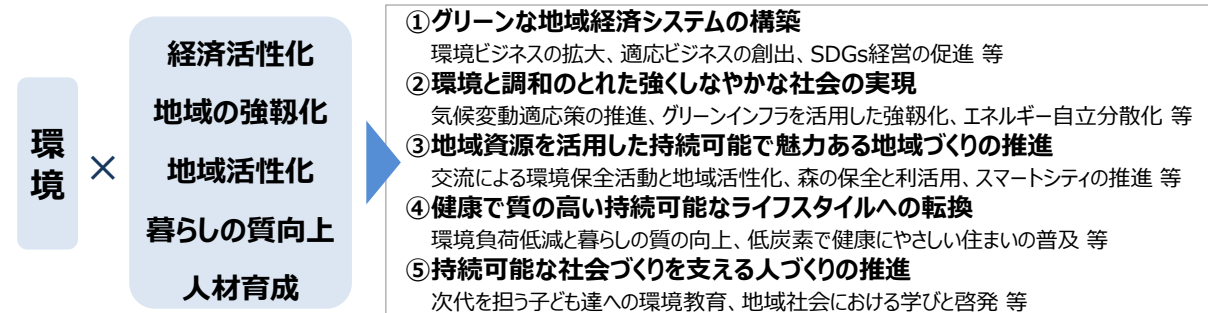 環境
×
経済活性化
地域の強靱化
地域活性化
暮らしの質向上
人材育成
①グリーンな地域経済システムの構築
環境ビジネスの拡大、適応ビジネスの創出、SDGs経営の促進 等
②環境と調和のとれた強くしなやかな社会の実現
気候変動適応策の推進、グリーンインフラを活用した強靱化、エネルギー自立分散化 等
③地域資源を活用した持続可能で魅力ある地域づくりの推進
交流による環境保全活動と地域活性化、森の保全と利活用、スマートシティの推進 等
④健康で質の高い持続可能なライフスタイルへの転換
環境負荷低減と暮らしの質の向上、低炭素で健康にやさしい住まいの普及 等
⑤持続可能な社会づくりを支える人づくりの推進
次代を担う子ども達への環境教育、地域社会における学びと啓発 等